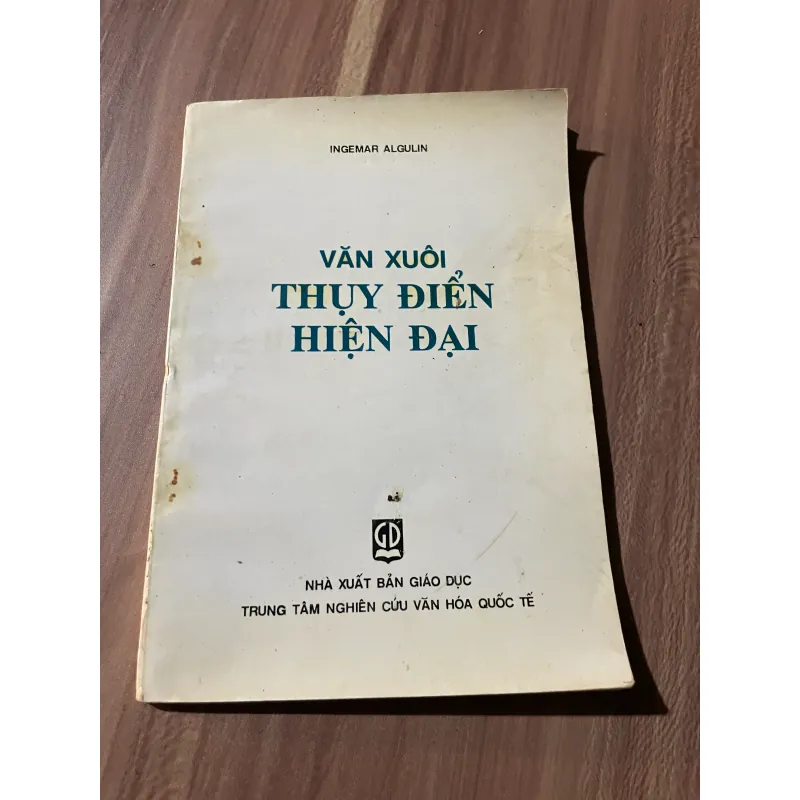 INGEMAR ALGULIN
VĂN XUÔI
THỤY ĐIỂN
HIỆN ĐẠI
GD
NHÀ XUẤT BẢN GIÁO DỤC
TRUNG TÂM NGHIÊN CỨU VĂN HÓA QUỐC TẾ